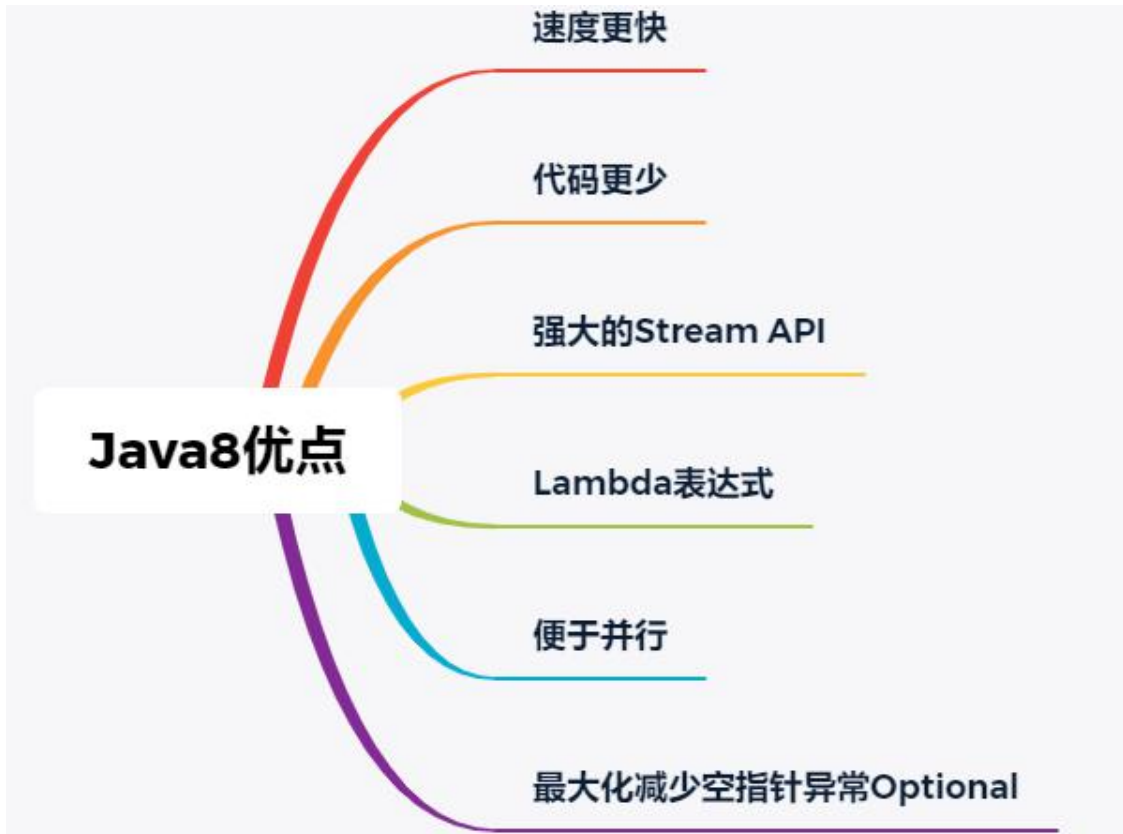 速度更快
代码更少
强大的Stream API
Java8优点
Lambda表达式
便于并行
最大化减少空指针异常Optional